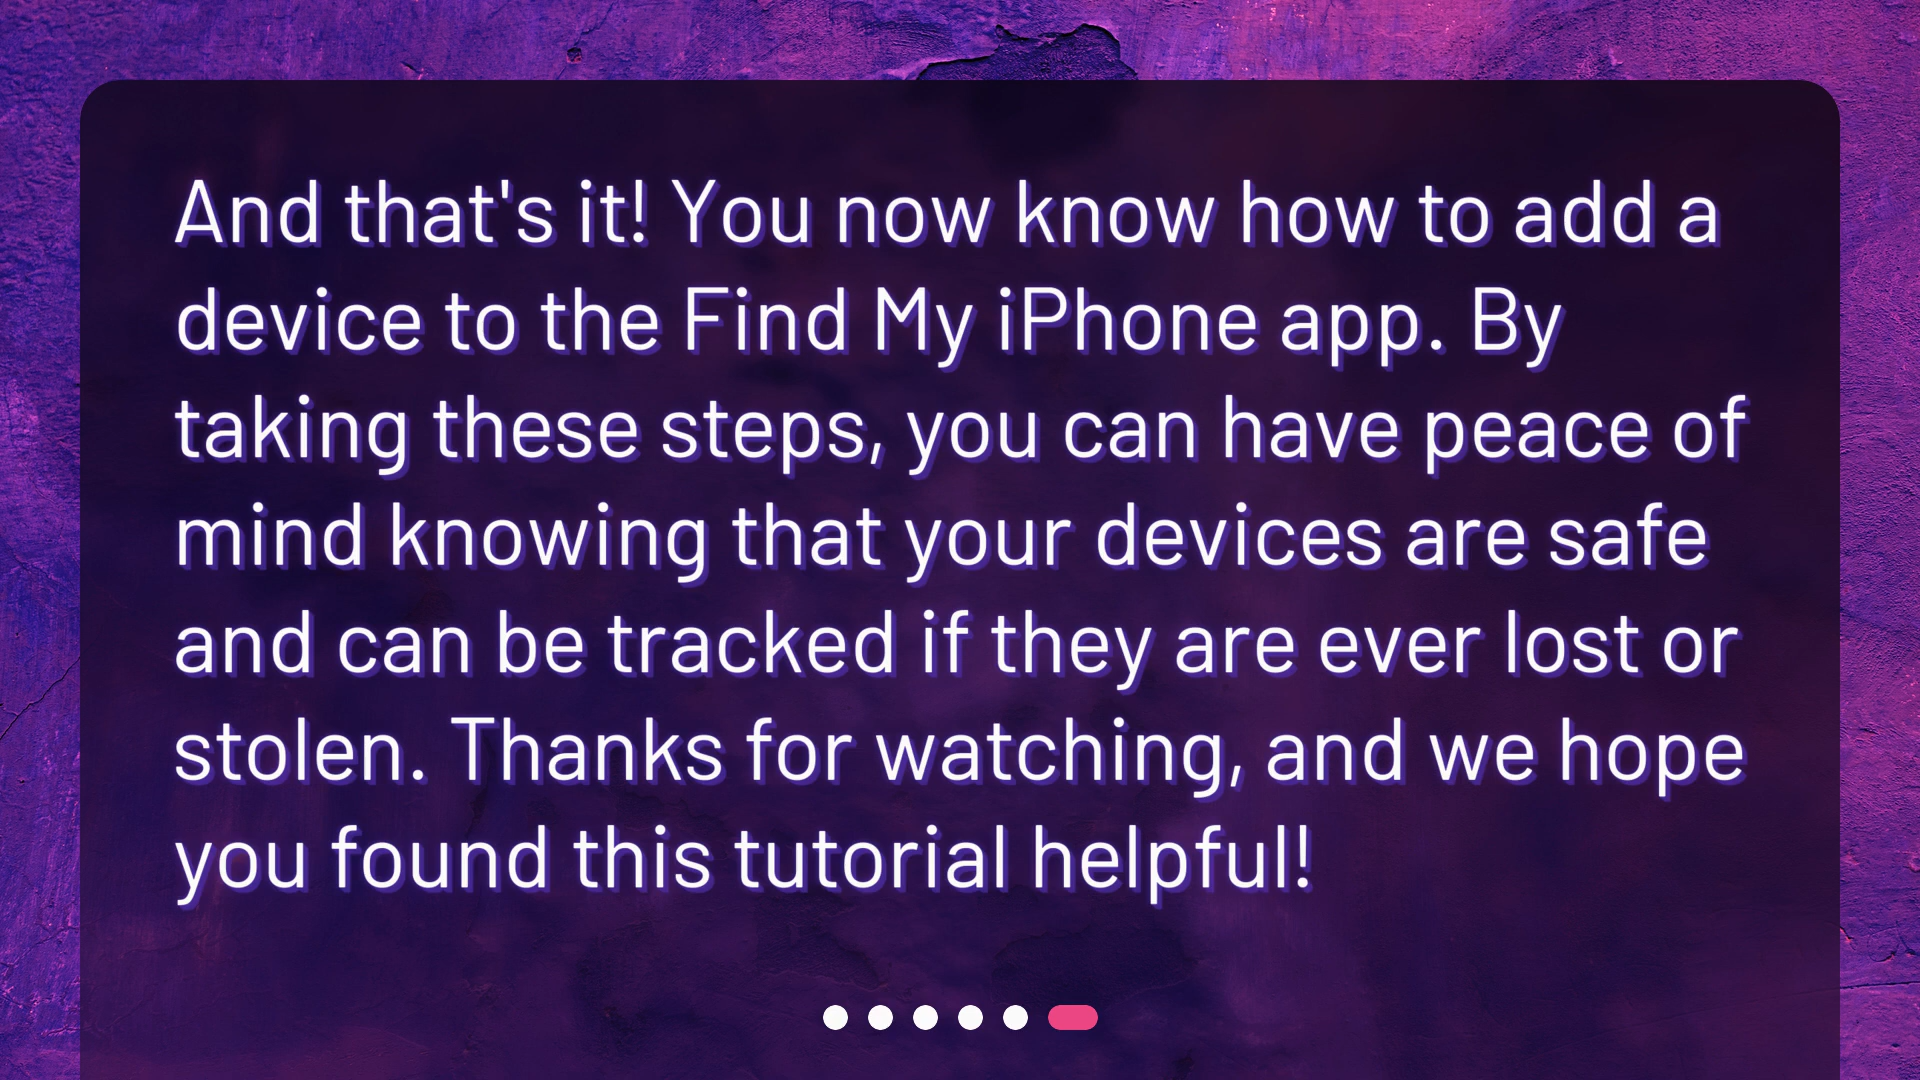 And that's it! You now know how to add a
device to the Find My iPhone app. By
taking these steps, you can have peace of
mind knowing that your devices are safe
and can be tracked if they are ever lost or
stolen. Thanks for watching, and we hope
you found this tutorial helpful!